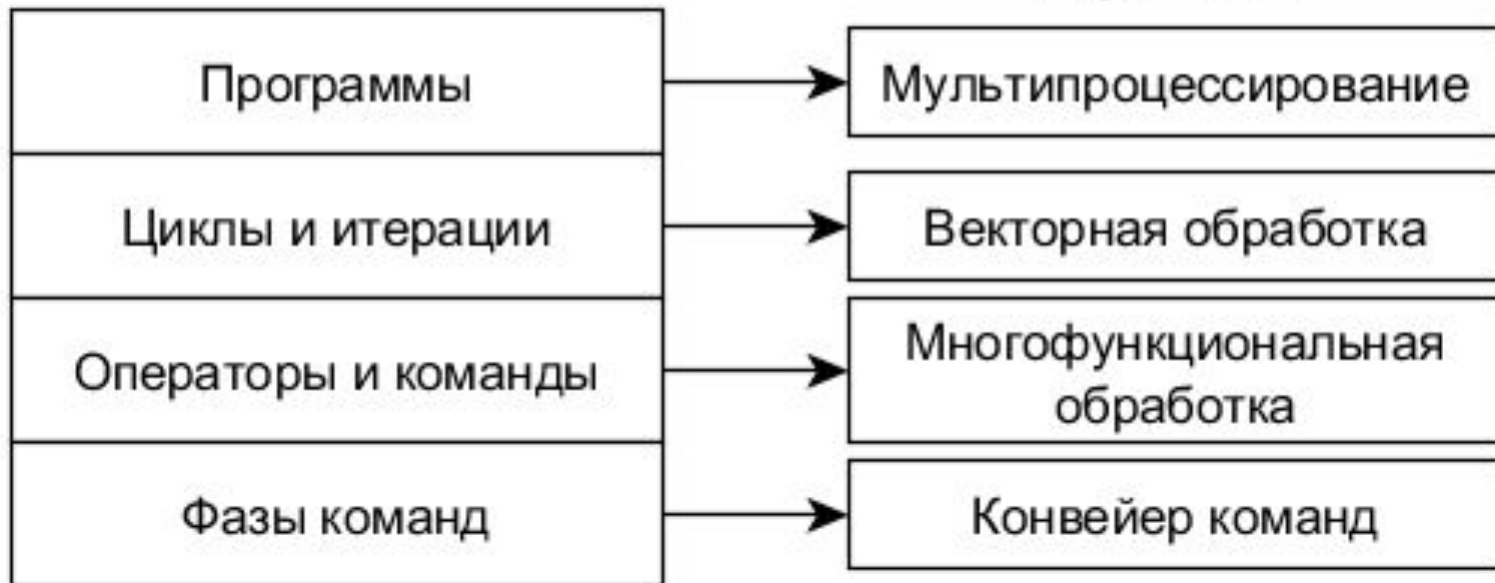 Программы
Мультипроцессирование
Циклы и итерации
Векторная обработка
Операторы и команды
Многофункциональная
обработка
Фазы команд
Конвейер команд